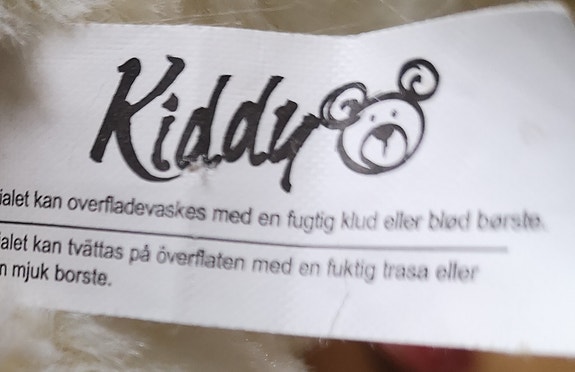 Kiddy
ialet kan overfladevaskes med en fugtig klud eller blød børste.
ialet kan tvättas på överflaten med en fuktig trasa eller
n mjuk borste.